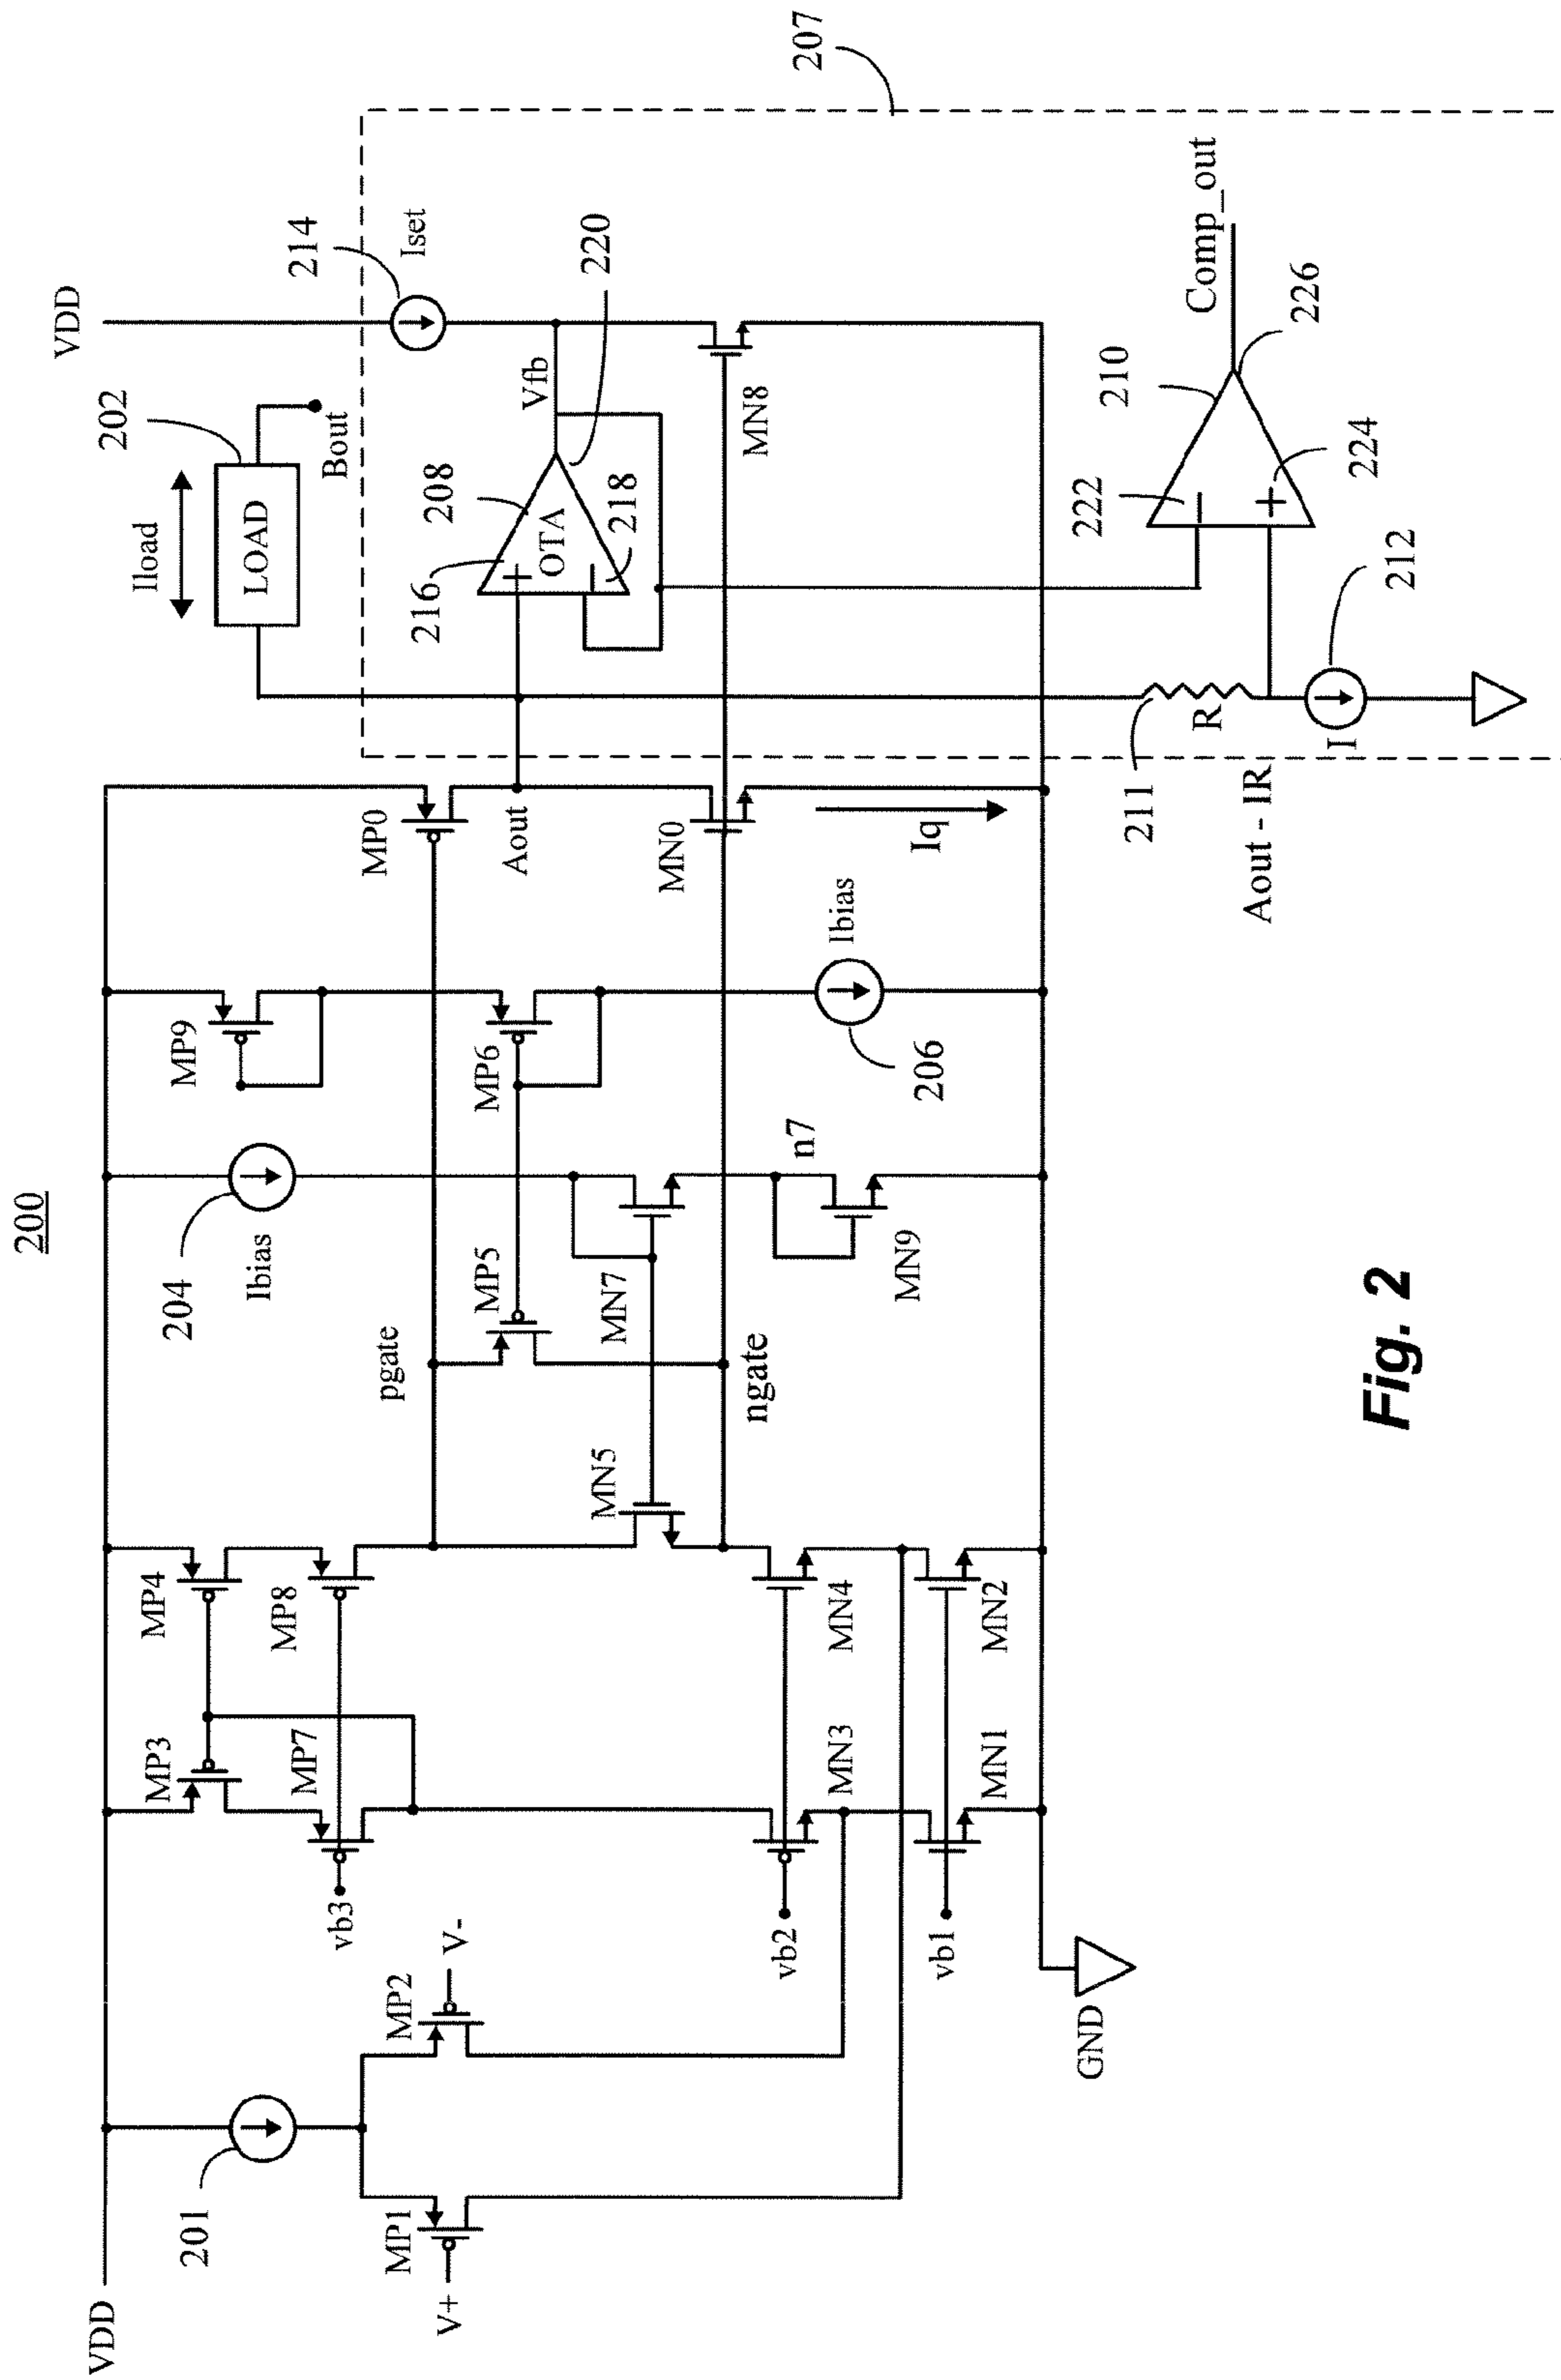 200
VDD
201
MP1
V+
MP2
V-
MP3
MP4
MP7
MP8
vb3
vb2
vb1
MN3
MN4
MN1
MN2
GND
pgate
ngate
MN5
MP5
204
Ibias
MN7
n7
MN9
MP9
MP6
206
Ibias
MP0
Aout
MN0
Iq
VDD
202
LOAD
Iload
Bout
214
Iset
207
208
OTA
216
+
218
−
220
Vfb
MN8
210
222
−
224
+
226
Comp_out
211
R
212
I
Aout - IR
Fig. 2